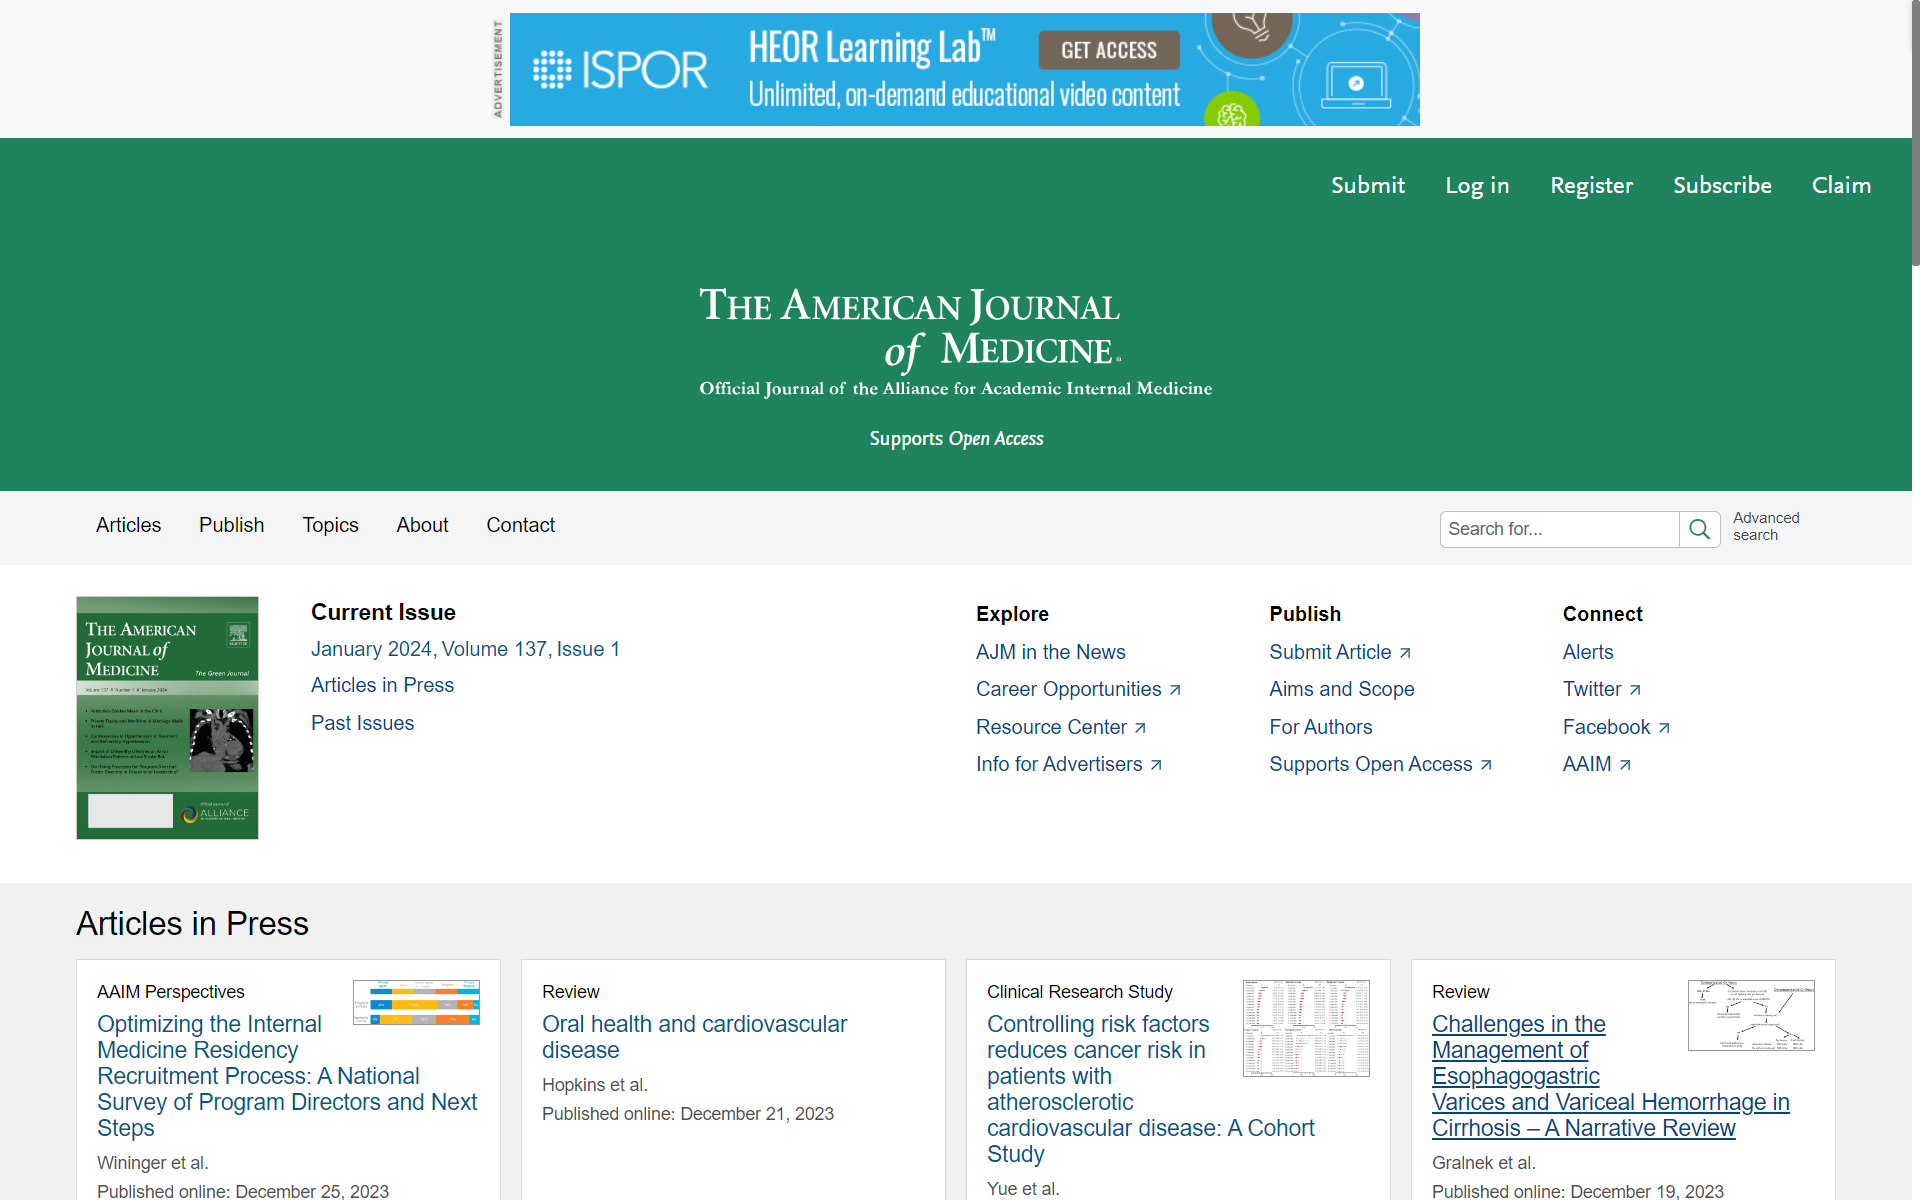 ADVERTISEMENT
ISPOR
HEOR Learning Lab™
GET ACCESS
Unlimited, on-demand educational video content
Submit
Log in
Register
Subscribe
Claim
THE AMERICAN JOURNAL
of MEDICINE®
Official Journal of the Alliance for Academic Internal Medicine
Supports Open Access
Articles
Publish
Topics
About
Contact
Search for...
Advanced
search
THE AMERICAN
JOURNAL of
MEDICINE
The Green Journal
ALLIANCE
Current Issue
January 2024, Volume 137, Issue 1
Articles in Press
Past Issues
Explore
AJM in the News
Career Opportunities
Resource Center
Info for Advertisers
Publish
Submit Article
Aims and Scope
For Authors
Supports Open Access
Connect
Alerts
Twitter
Facebook
AAIM
Articles in Press
AAIM Perspectives
Optimizing the Internal
Medicine Residency
Recruitment Process: A National
Survey of Program Directors and Next
Steps
Wininger et al.
Published online: December 25, 2023
Review
Oral health and cardiovascular
disease
Hopkins et al.
Published online: December 21, 2023
Clinical Research Study
Controlling risk factors
reduces cancer risk in
patients with
atherosclerotic
cardiovascular disease: A Cohort
Study
Yue et al.
Review
Challenges in the
Management of
Esophagogastric
Varices and Variceal Hemorrhage in
Cirrhosis – A Narrative Review
Gralnek et al.
Published online: December 19, 2023